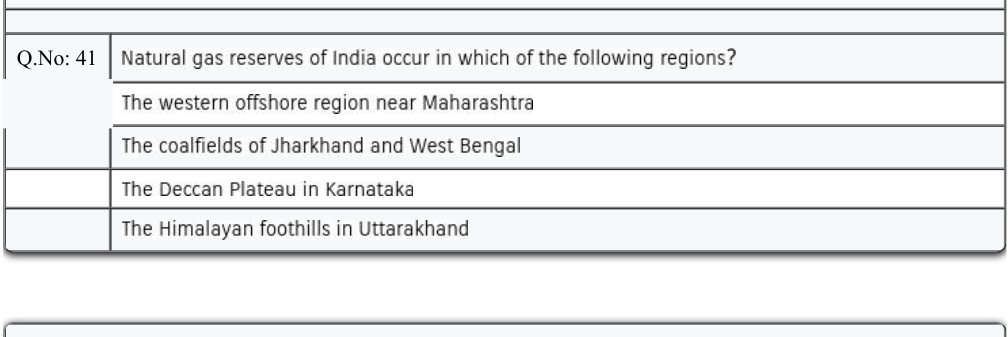 Q.No: 41 Natural gas reserves of India occur in which of the following regions?
The western offshore region near Maharashtra
The coalfields of Jharkhand and West Bengal
The Deccan Plateau in Karnataka
The Himalayan foothills in Uttarakhand